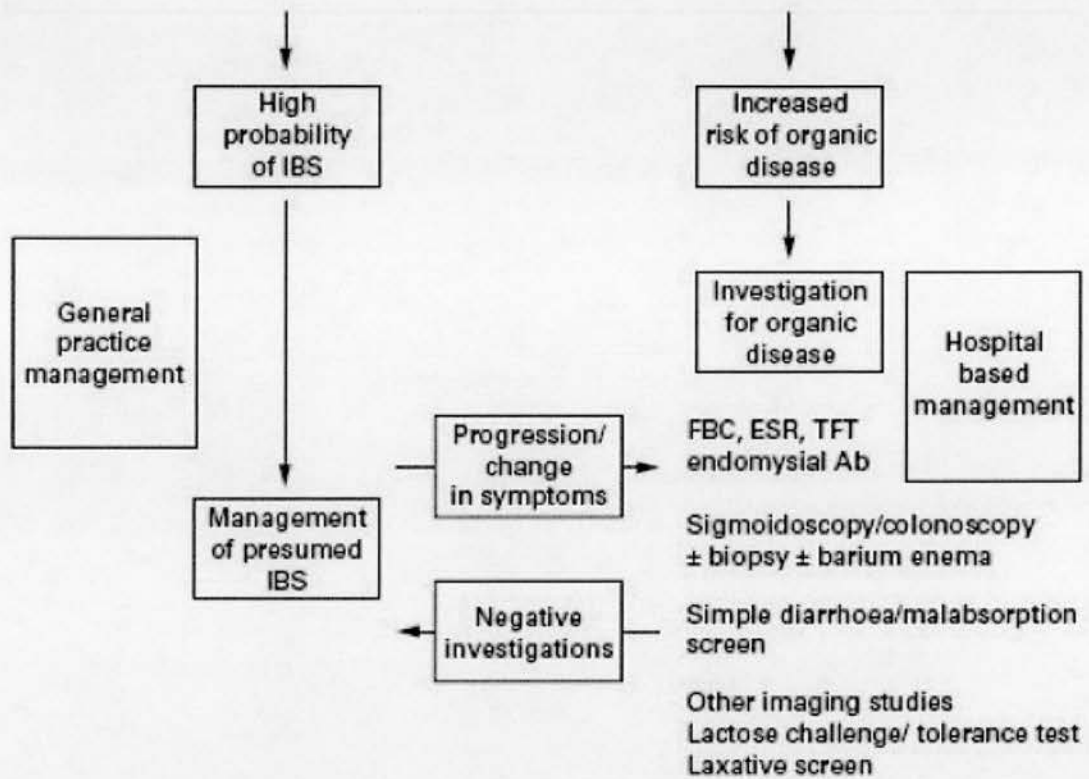 High
probability
of IBS
Increased
risk of organic
disease
General
practice
management
Investigation
for organic
disease
Hospital
based
management
Progression/
change
in symptoms
FBC, ESR, TFT
endomysial Ab
Management
of presumed
IBS
Sigmoidoscopy/colonoscopy
± biopsy ± barium enema
Negative
investigations
Simple diarrhoea/malabsorption
screen
Other imaging studies
Lactose challenge/ tolerance test
Laxative screen